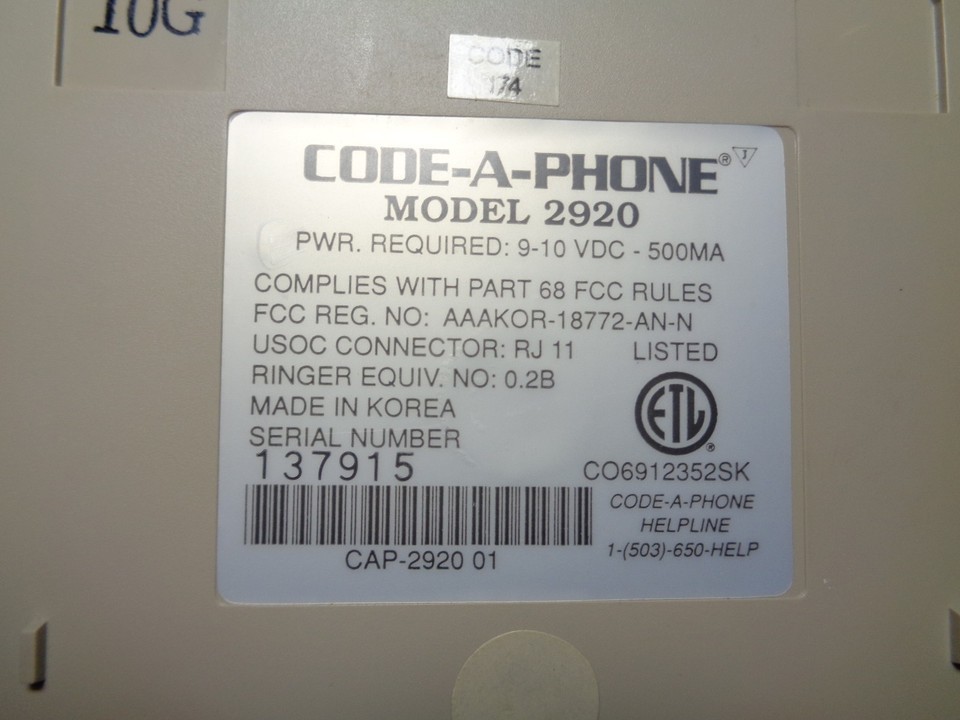 10G
CODE
174
CODE-A-PHONE®
J
MODEL 2920
PWR. REQUIRED: 9-10 VDC - 500MA
COMPLIES WITH PART 68 FCC RULES
FCC REG. NO: AAAKOR-18772-AN-N
USOC CONNECTOR: RJ 11 LISTED
RINGER EQUIV. NO: 0.2B
MADE IN KOREA
ETL®
SERIAL NUMBER
137915
CO6912352SK
CODE-A-PHONE
HELPLINE
1-(503)-650-HELP
CAP-2920 01